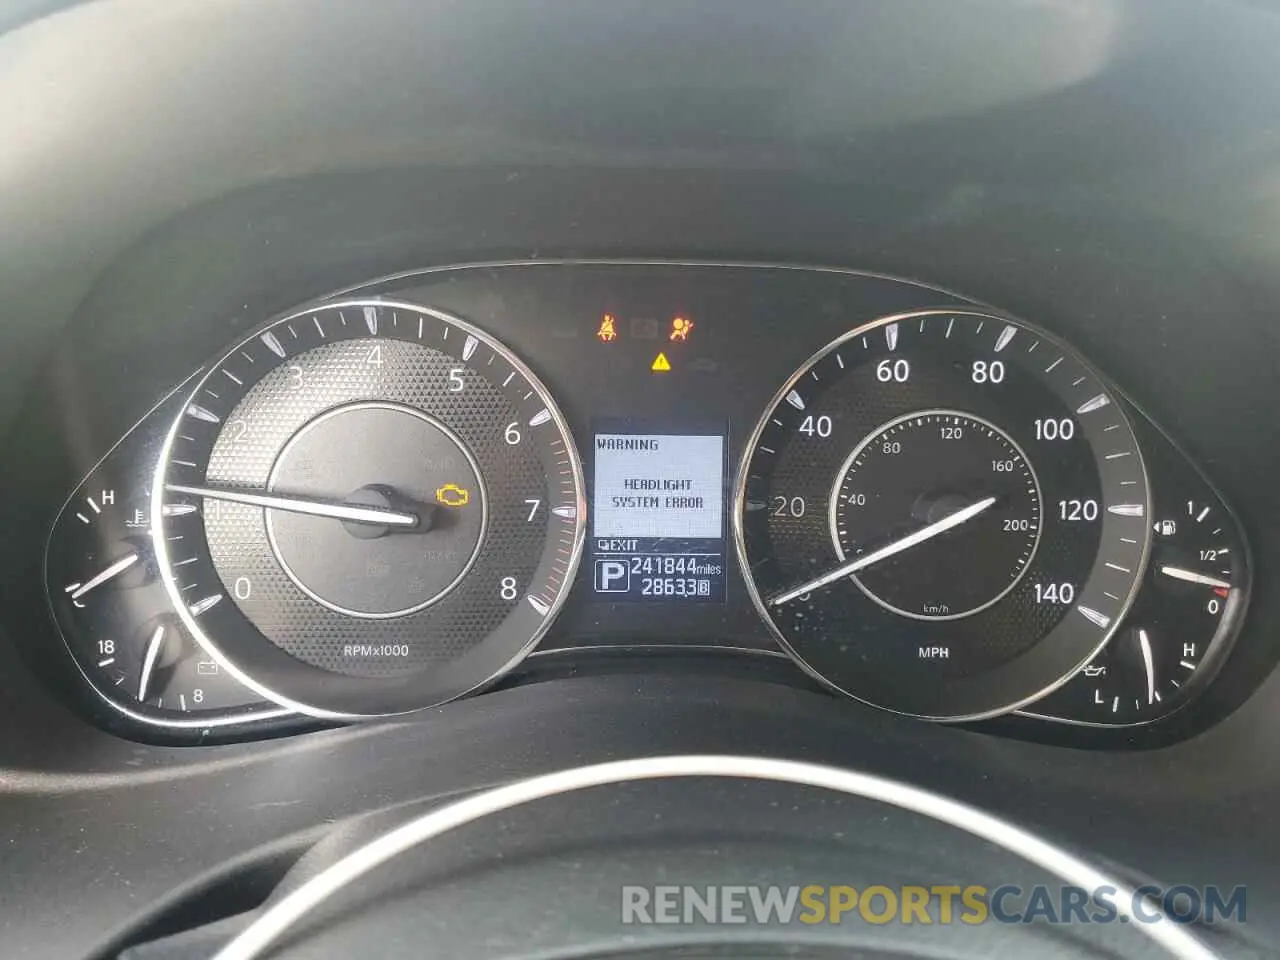 4
3
5
2
6
1
7
0
8
RPMx1000
H
18
8
WARNING
HEADLIGHT
SYSTEM ERROR
EXIT
P
241844miles
2863.3 B
60
80
40
100
20
120
140
80
120
160
40
200
km/h
MPH
1
1/2
0
H
L
RENEWSPORTSCARS.COM